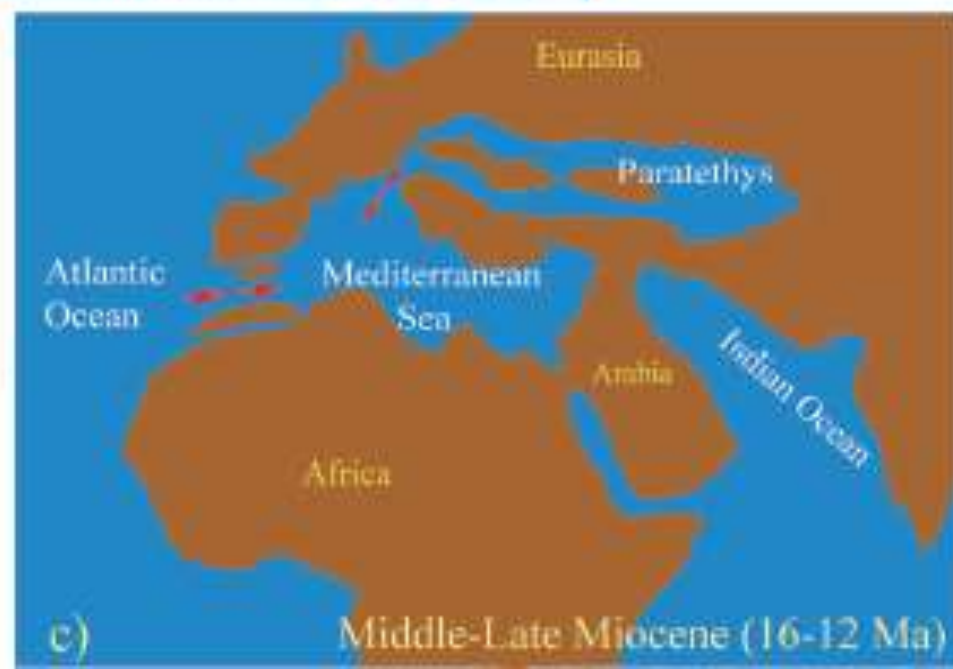 Eurasia
Paratethys
Atlantic
Ocean
Mediterranean
Sea
Arabia
Indian Ocean
Africa
c)
Middle-Late Miocene (16-12 Ma)